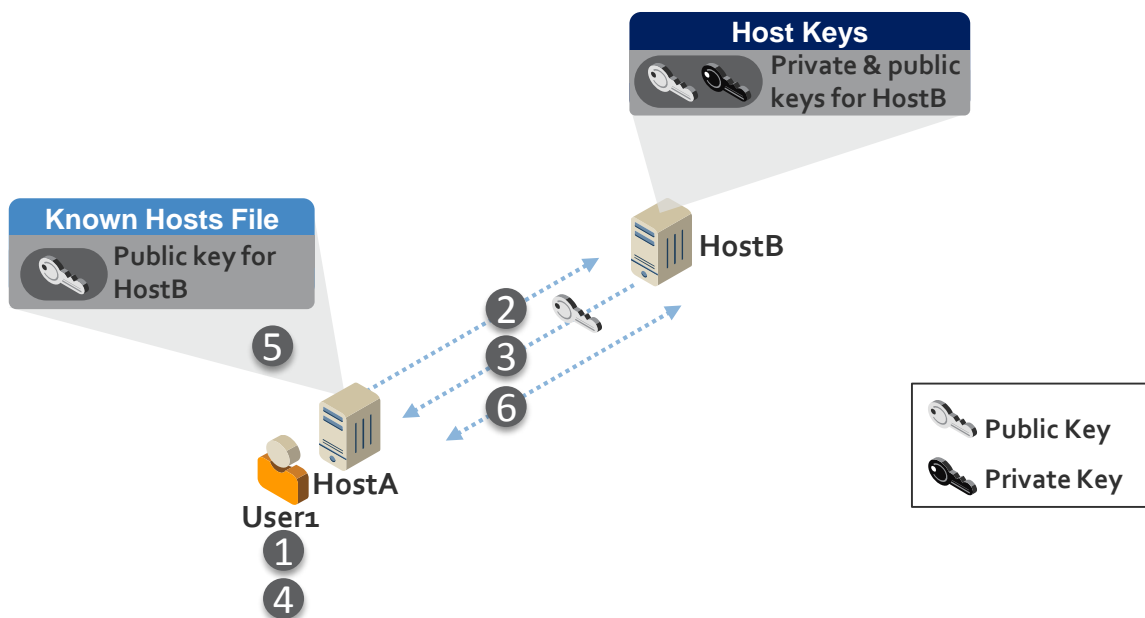 Host Keys
Private & public
keys for HostB
Known Hosts File
Public key for
HostB
HostB
2
3
5
6
HostA
User1
1
4
Public Key
Private Key